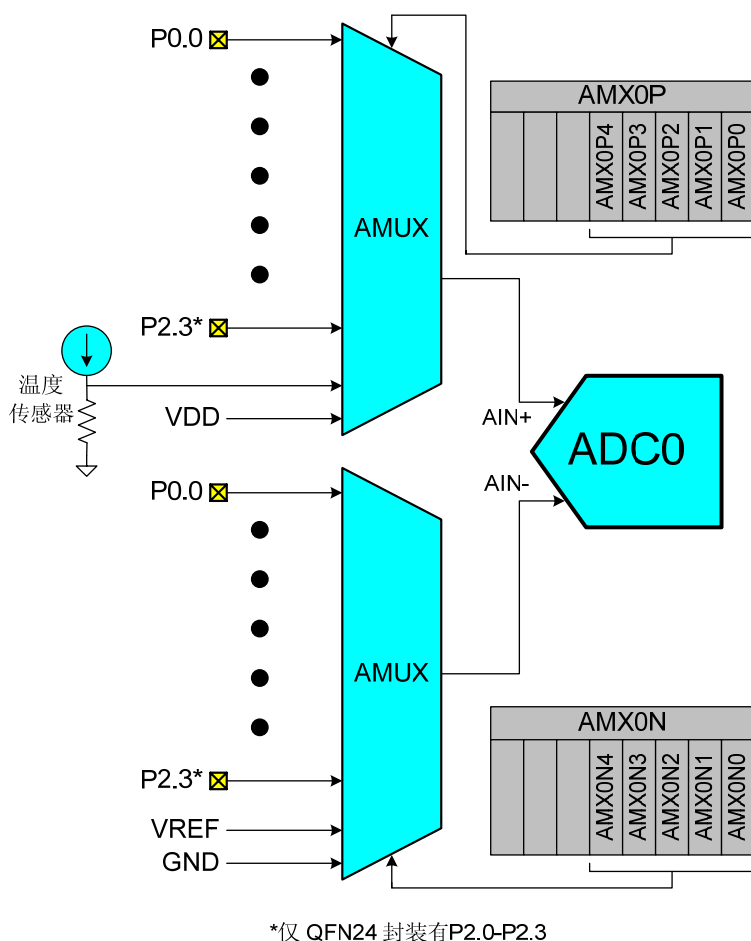 P0.0
AMX0P
AMX0P4
AMX0P3
AMX0P2
AMX0P1
AMX0P0
AMUX
P2.3*
温度
传感器
VDD
AIN+
ADC0
AIN-
P0.0
AMUX
AMX0N
AMX0N4
AMX0N3
AMX0N2
AMX0N1
AMX0N0
P2.3*
VREF
GND
*仅 QFN24 封装有P2.0-P2.3